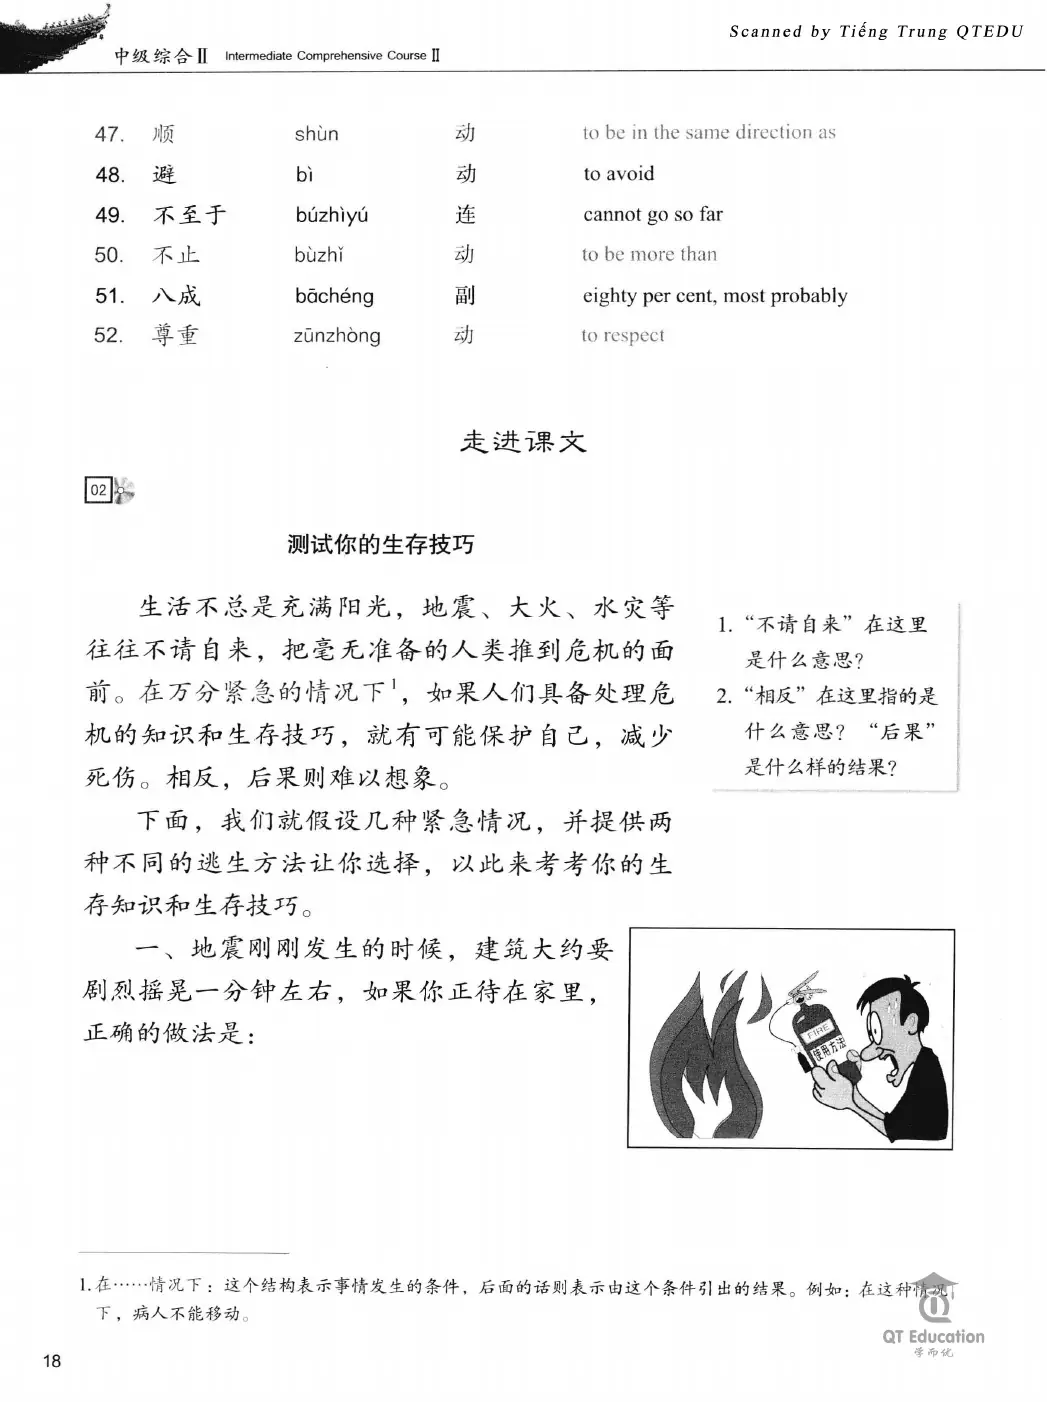 Scanned by Tiếng Trung QTEDU
中级综合Ⅱ Intermediate Comprehensive Course Ⅱ
47. 顺 shùn 动 to be in the same direction as
48. 避 bì 动 to avoid
49. 不至于 búzhìyú 连 cannot go so far
50. 不止 bùzhǐ 动 to be more than
51. 八成 bāchéng 副 eighty per cent, most probably
52. 尊重 zūnzhòng 动 to respect
走进课文
02
测试你的生存技巧
生活不总是充满阳光，地震、大火、水灾等
往往不请自来，把毫无准备的人类推到危机的面
前。在万分紧急的情况下1，如果人们具备处理危
机的知识和生存技巧，就有可能保护自己，减少
死伤。相反，后果则难以想象。
下面，我们就假设几种紧急情况，并提供两
种不同的逃生方法让你选择，以此来考考你的生
存知识和生存技巧。
一、地震刚刚发生的时候，建筑大约要
剧烈摇晃一分钟左右，如果你正待在家里，
正确的做法是：
1. “不请自来”在这里
是什么意思？
2. “相反”在这里指的是
什么意思？ “后果”
是什么样的结果？
FIRE
使用方法
1.在……情况下：这个结构表示事情发生的条件，后面的话则表示由这个条件引出的结果。例如：在这种情况
下，病人不能移动。
QT Education
学而优
18